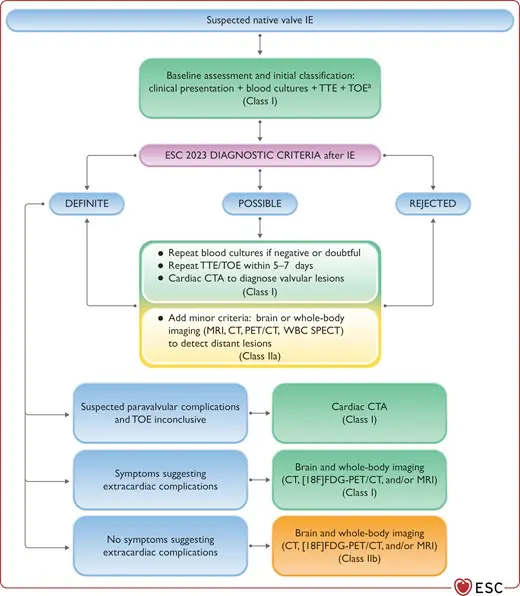 Suspected native valve IE
Baseline assessment and initial classification:
clinical presentation + blood cultures + TTE + TOEᵃ
(Class I)
ESC 2023 DIAGNOSTIC CRITERIA after IE
DEFINITE
POSSIBLE
REJECTED
• Repeat blood cultures if negative or doubtful
• Repeat TTE/TOE within 5–7 days
• Cardiac CTA to diagnose valvular lesions
(Class I)
• Add minor criteria: brain or whole-body
imaging (MRI, CT, PET/CT, WBC SPECT)
to detect distant lesions
(Class IIa)
Suspected paravalvular complications
and TOE inconclusive
Cardiac CTA
(Class I)
Symptoms suggesting
extracardiac complications
Brain and whole-body imaging
(CT, [18F]FDG-PET/CT, and/or MRI)
(Class I)
No symptoms suggesting
extracardiac complications
Brain and whole-body imaging
(CT, [18F]FDG-PET/CT, and/or MRI)
(Class IIb)
ESC